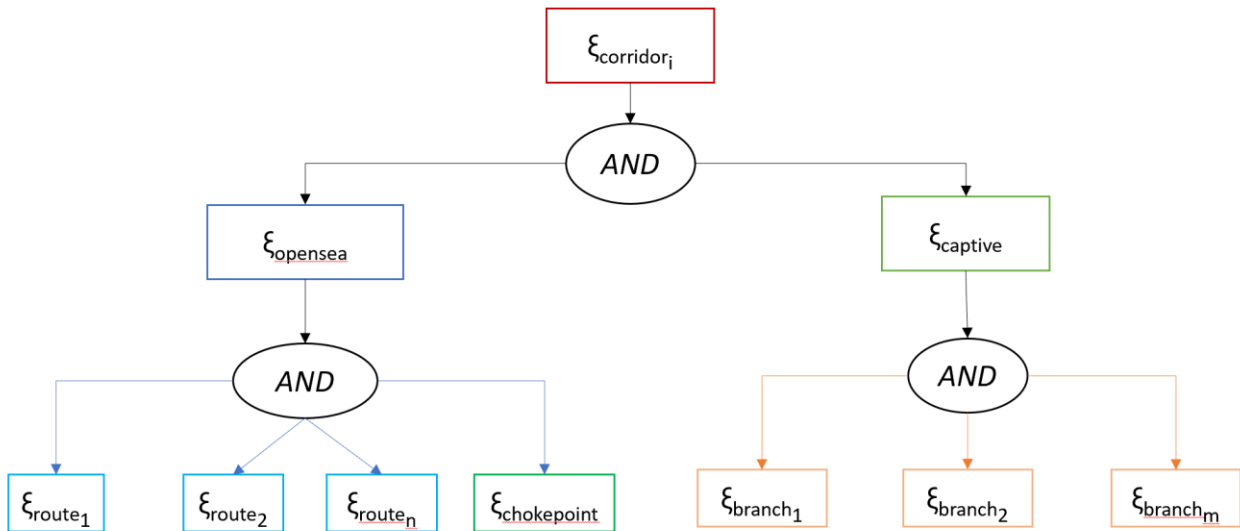 ξcorridorᵢ
AND
ξopensea
ξcaptive
AND
AND
ξroute₁
ξroute₂
ξrouteₙ
ξchokepoint
ξbranch₁
ξbranch₂
ξbranchₘ